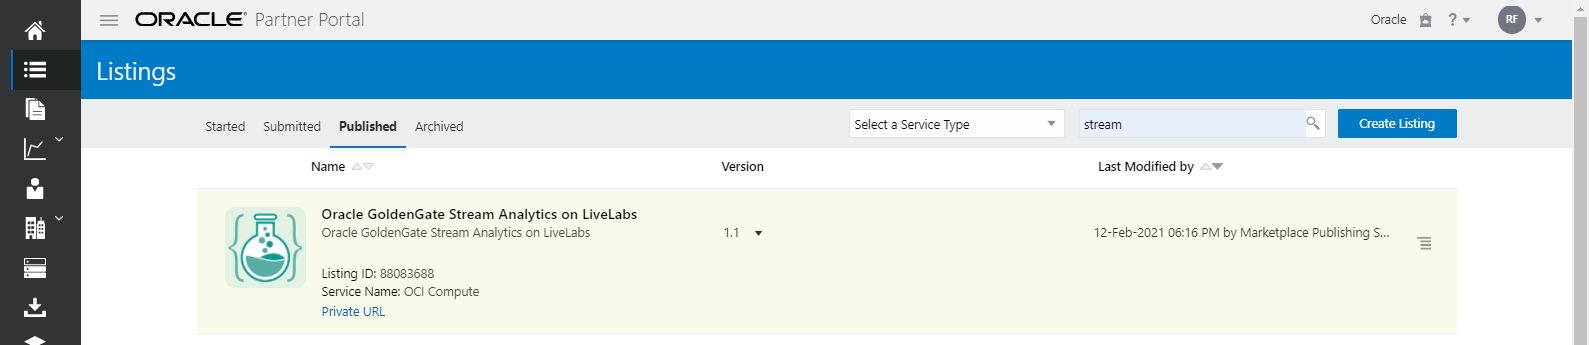 ORACLE Partner Portal
Oracle ? RF
Listings
Started Submitted Published Archived
Select a Service Type stream Create Listing
Name Version Last Modified by
Oracle GoldenGate Stream Analytics on LiveLabs
Oracle GoldenGate Stream Analytics on LiveLabs 1.1 12-Feb-2021 06:16 PM by Marketplace Publishing S...
Listing ID: 88083688
Service Name: OCI Compute
Private URL